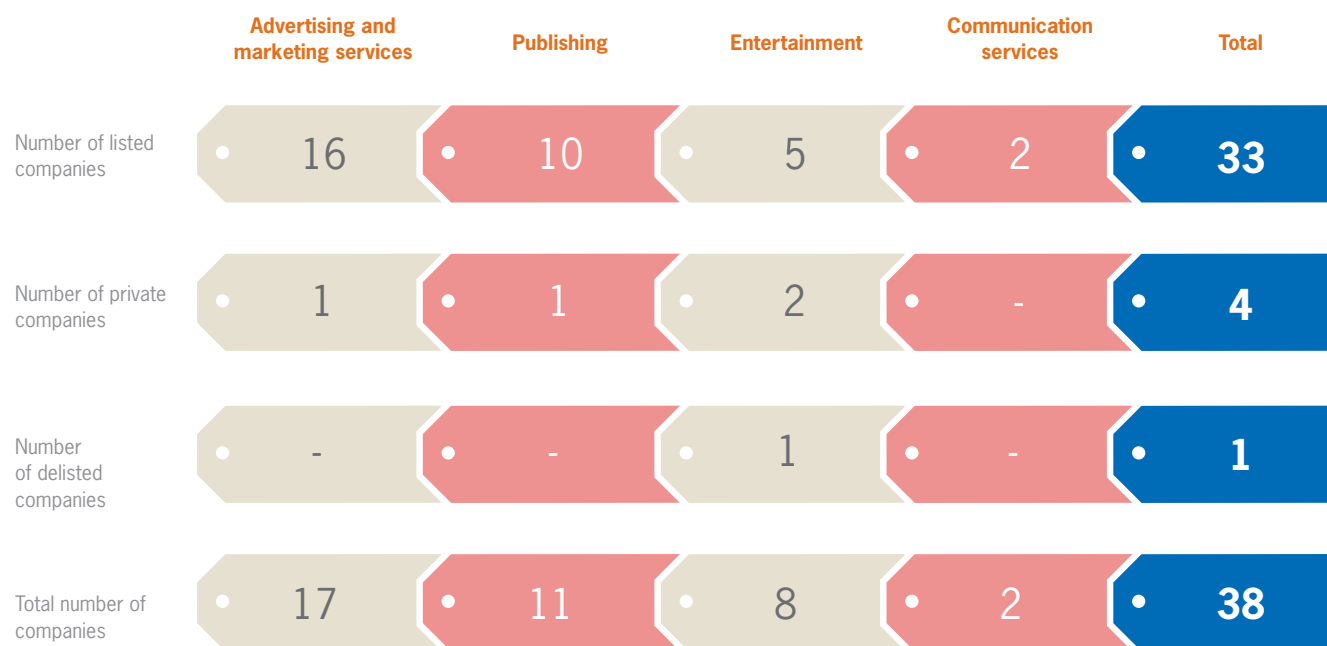 Advertising and
marketing services
Publishing
Entertainment
Communication
services
Total
Number of listed
companies
16
10
5
2
33
Number of private
companies
1
1
2
-
4
Number
of delisted
companies
-
-
1
-
1
Total number of
companies
17
11
8
2
38